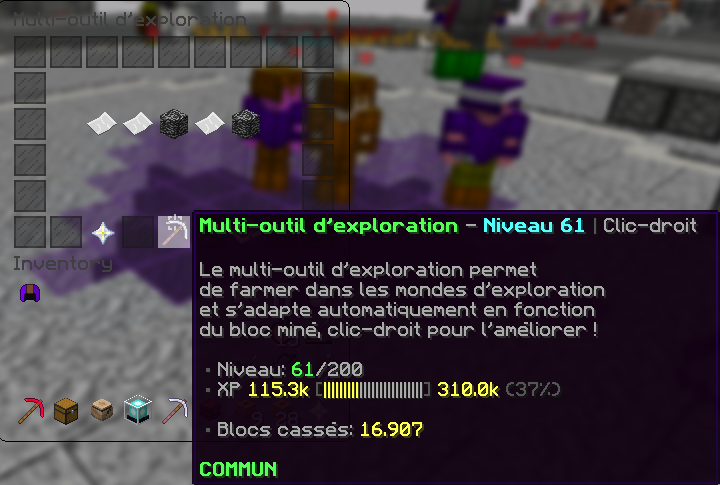 Multi-outil d'exploration
Multi-outil d'exploration - Niveau 61 | Clic-droit
Le multi-outil d'exploration permet
de farmer dans les mondes d'exploration
et s'adapte automatiquement en fonction
du bloc miné, clic-droit pour l'améliorer !
▪ Niveau: 61/200
▪ XP 115.3k [||||||||||||||||||||||||||||||] 310.0k (37%)
▪ Blocs cassés: 16.907
COMMUN
Inventory